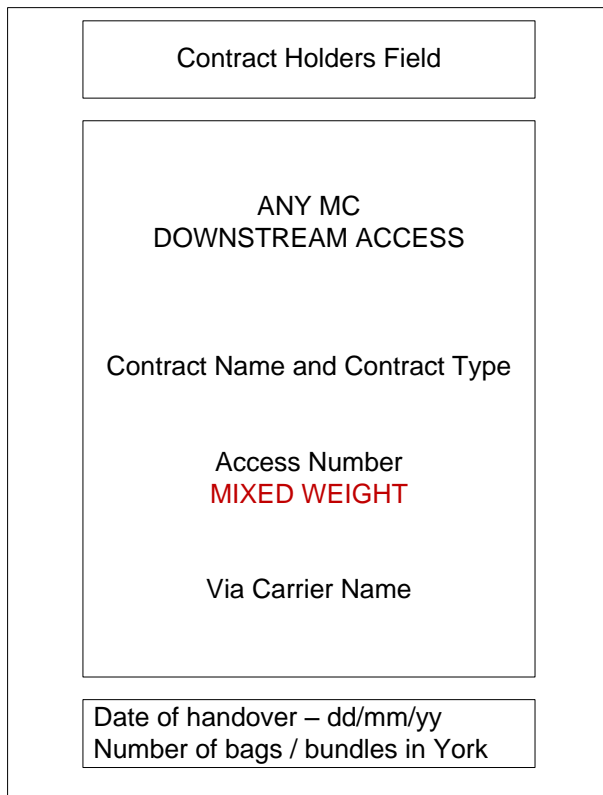 Contract Holders Field
ANY MC
DOWNSTREAM ACCESS
Contract Name and Contract Type
Access Number
MIXED WEIGHT
Via Carrier Name
Date of handover – dd/mm/yy
Number of bags / bundles in York